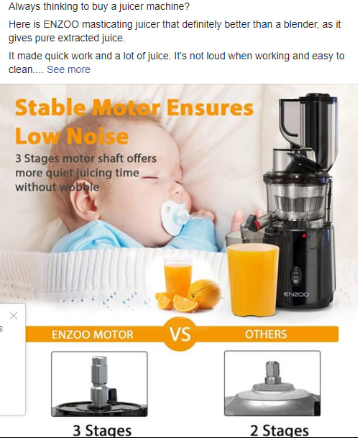 Always thinking to buy a juicer machine?
Here is ENZOO masticating juicer that definitely better than a blender, as it
gives pure extracted juice.
It made quick work and a lot of juice. It's not loud when working and easy to
clean.... See more
Stable Motor Ensures
Low Noise
3 Stages motor shaft offers
more quiet juicing time
without wobble
ENZOO
s
ENZOO MOTOR
VS
OTHERS
3 Stages
2 Stages